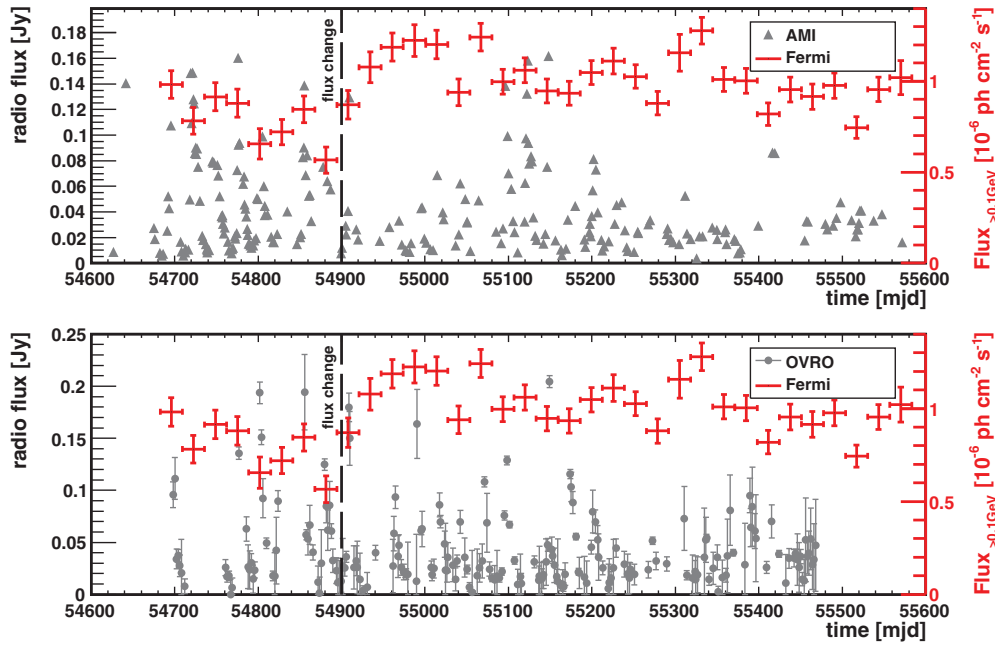 radio flux [Jy]
0.2
0.18
0.16
0.14
0.12
0.1
0.08
0.06
0.04
0.02
0
flux change
AMI
Fermi
1
0.5
0
Flux >0.1GeV [10-6 ph cm-2 s-1]
54600 54700 54800 54900 55000 55100 55200 55300 55400 55500 55600
time [mjd]
radio flux [Jy]
0.25
0.2
0.15
0.1
0.05
0
flux change
OVRO
Fermi
1
0.5
0
Flux >0.1GeV [10-6 ph cm-2 s-1]
54600 54700 54800 54900 55000 55100 55200 55300 55400 55500 55600
time [mjd]